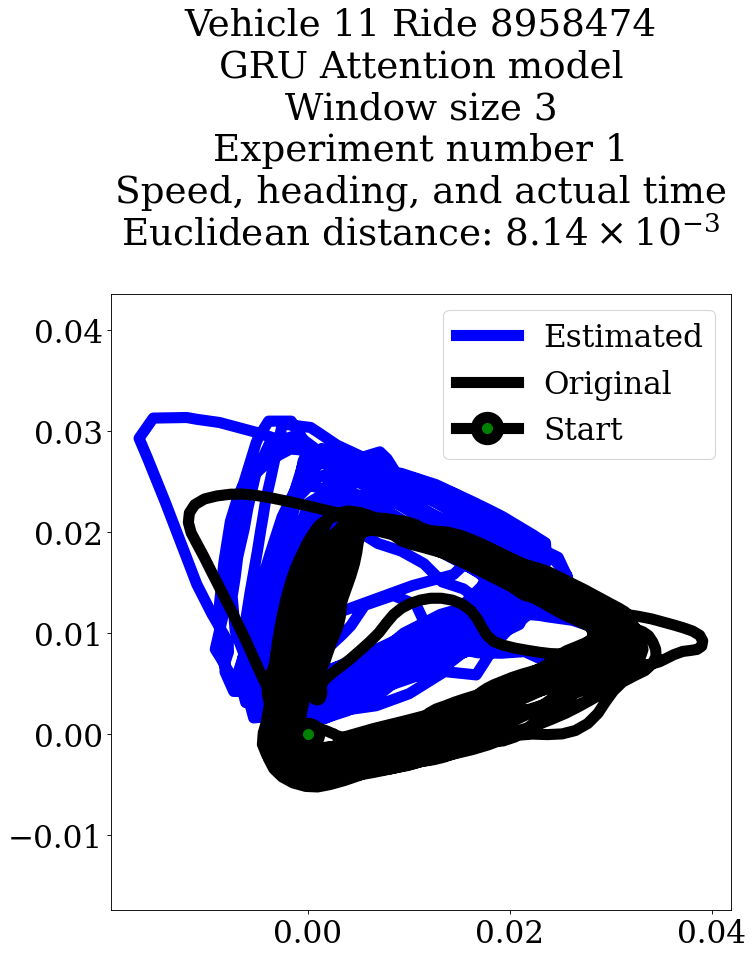 Vehicle 11 Ride 8958474
GRU Attention model
Window size 3
Experiment number 1
Speed, heading, and actual time
Euclidean distance: 8.14 × 10⁻³
Estimated
Original
Start
0.04
0.03
0.02
0.01
0.00
−0.01
0.00 0.02 0.04